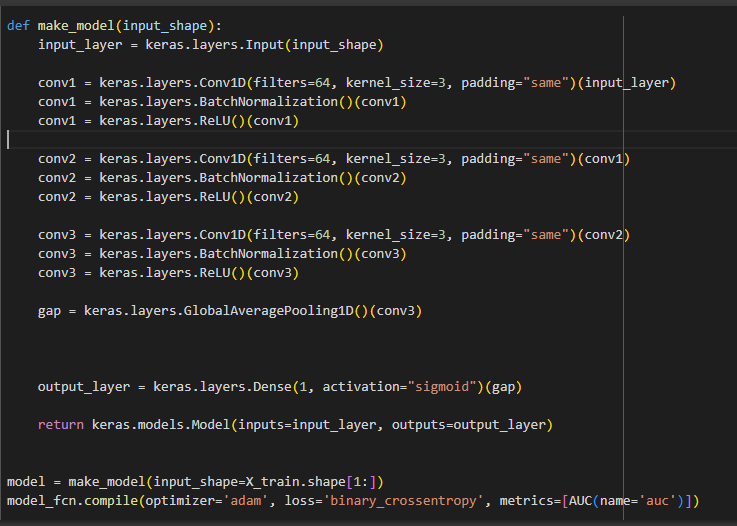 def make_model(input_shape):
    input_layer = keras.layers.Input(input_shape)

    conv1 = keras.layers.Conv1D(filters=64, kernel_size=3, padding="same")(input_layer)
    conv1 = keras.layers.BatchNormalization()(conv1)
    conv1 = keras.layers.ReLU()(conv1)

    conv2 = keras.layers.Conv1D(filters=64, kernel_size=3, padding="same")(conv1)
    conv2 = keras.layers.BatchNormalization()(conv2)
    conv2 = keras.layers.ReLU()(conv2)

    conv3 = keras.layers.Conv1D(filters=64, kernel_size=3, padding="same")(conv2)
    conv3 = keras.layers.BatchNormalization()(conv3)
    conv3 = keras.layers.ReLU()(conv3)

    gap = keras.layers.GlobalAveragePooling1D()(conv3)

    output_layer = keras.layers.Dense(1, activation="sigmoid")(gap)

    return keras.models.Model(inputs=input_layer, outputs=output_layer)

model = make_model(input_shape=X_train.shape[1:])
model_fcn.compile(optimizer='adam', loss='binary_crossentropy', metrics=[AUC(name='auc')])